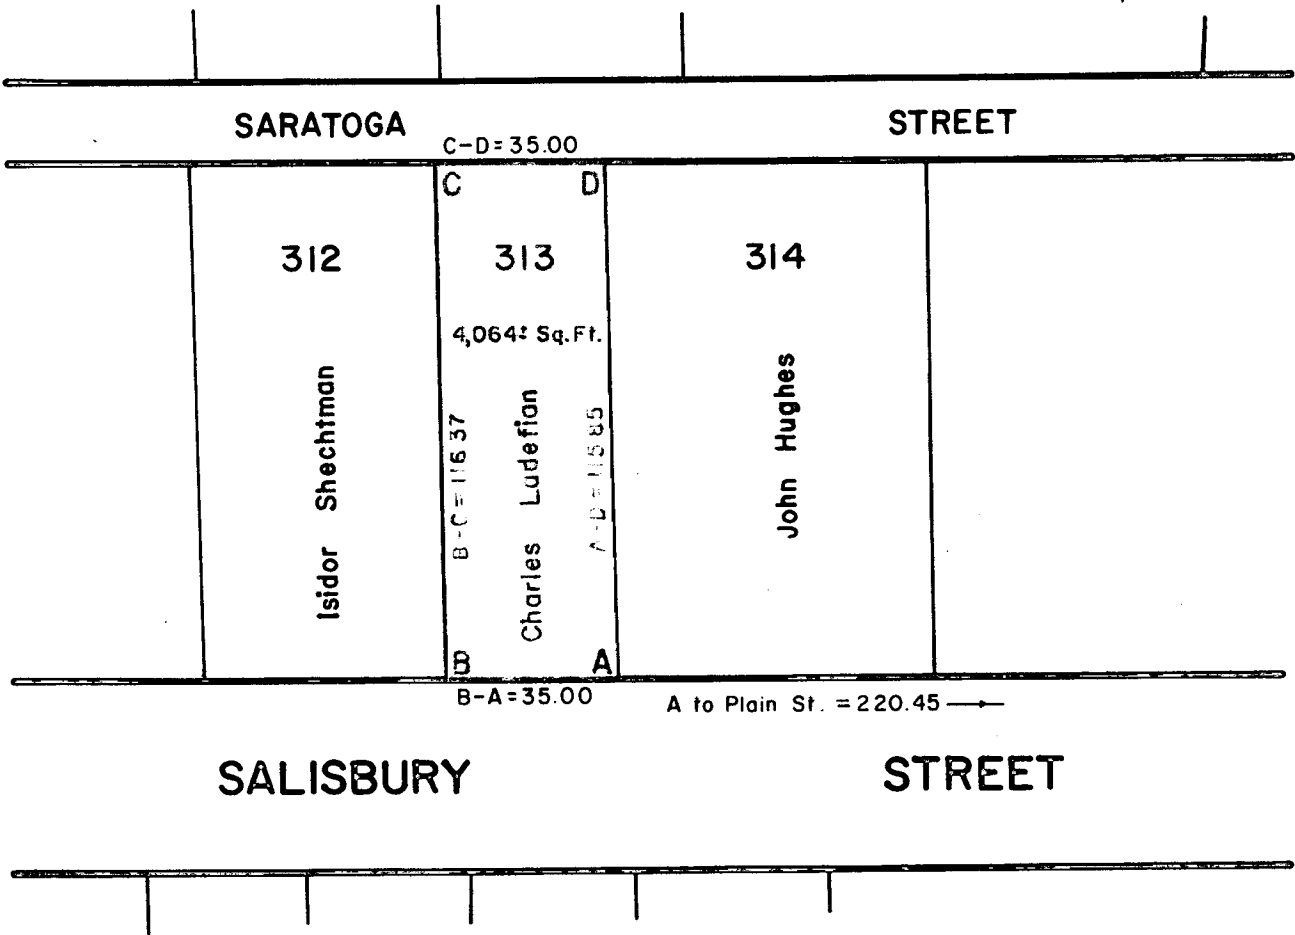 SARATOGA STREET
C-D=35.00
C D
312 313 314
4,064± Sq.Ft.
Isidor Shechtman
B-C=116.37
Charles Ludefian
A-D=115.85
John Hughes
B A
B-A=35.00
A to Plain St. =220.45
SALISBURY STREET